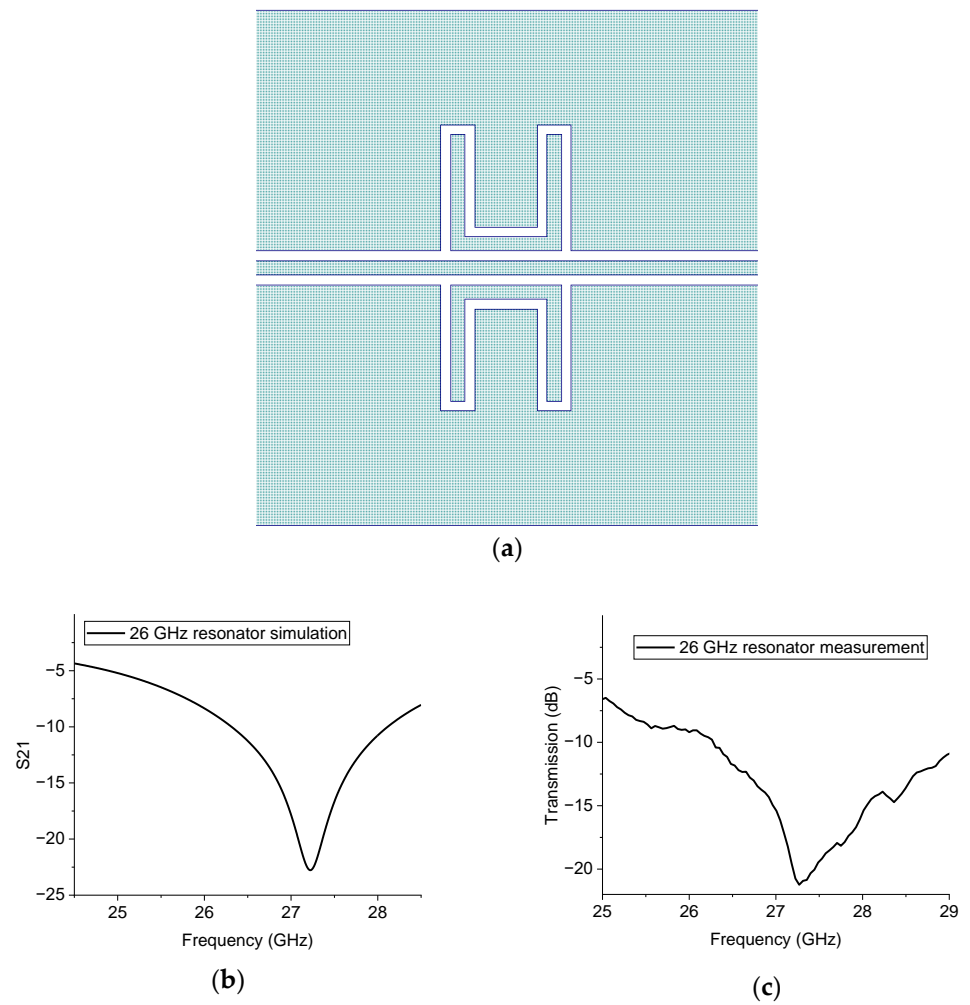 (a)
26 GHz resonator simulation
−5
−10
−15
−20
−25
S21
25 26 27 28
Frequency (GHz)
(b)
26 GHz resonator measurement
−5
−10
−15
−20
Transmission (dB)
25 26 27 28 29
Frequency (GHz)
(c)